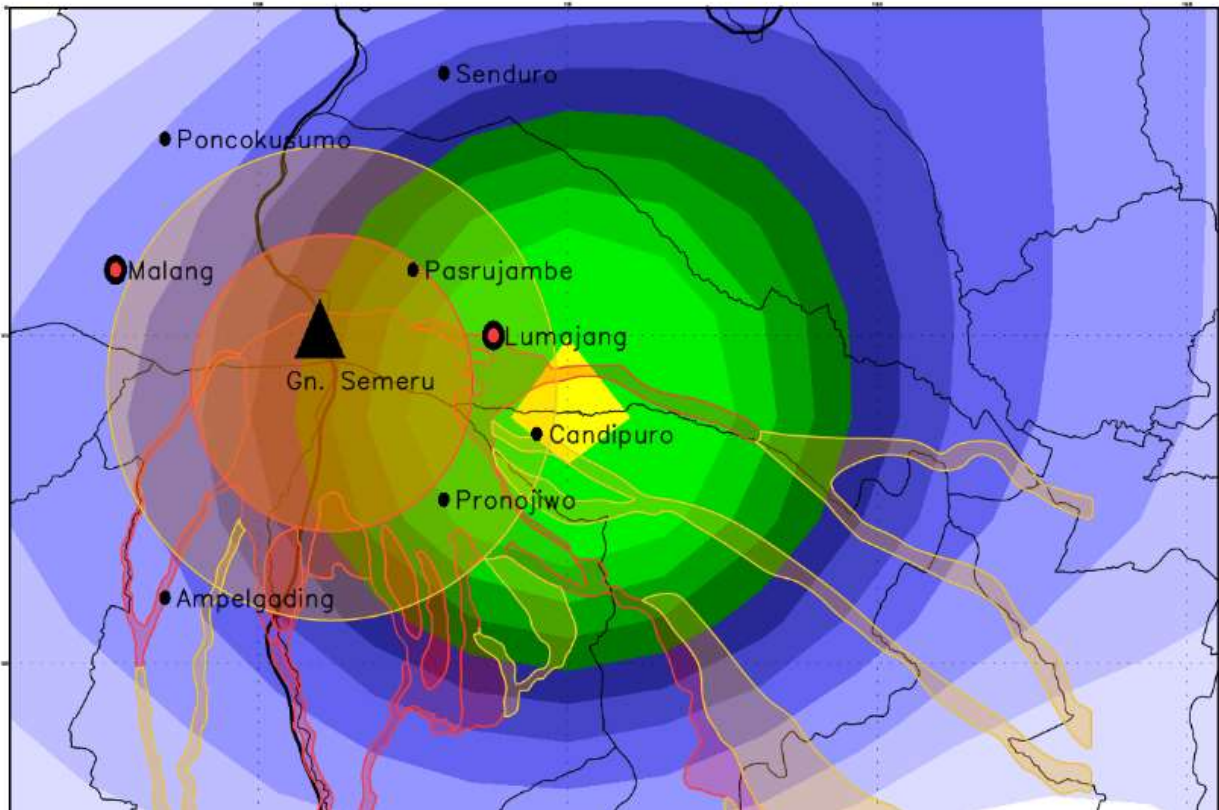 Senduro
Poncokusumo
Malang
Pasrujambe
Lumajang
Gn. Semeru
Candipuro
Pronojiwo
Ampelgading